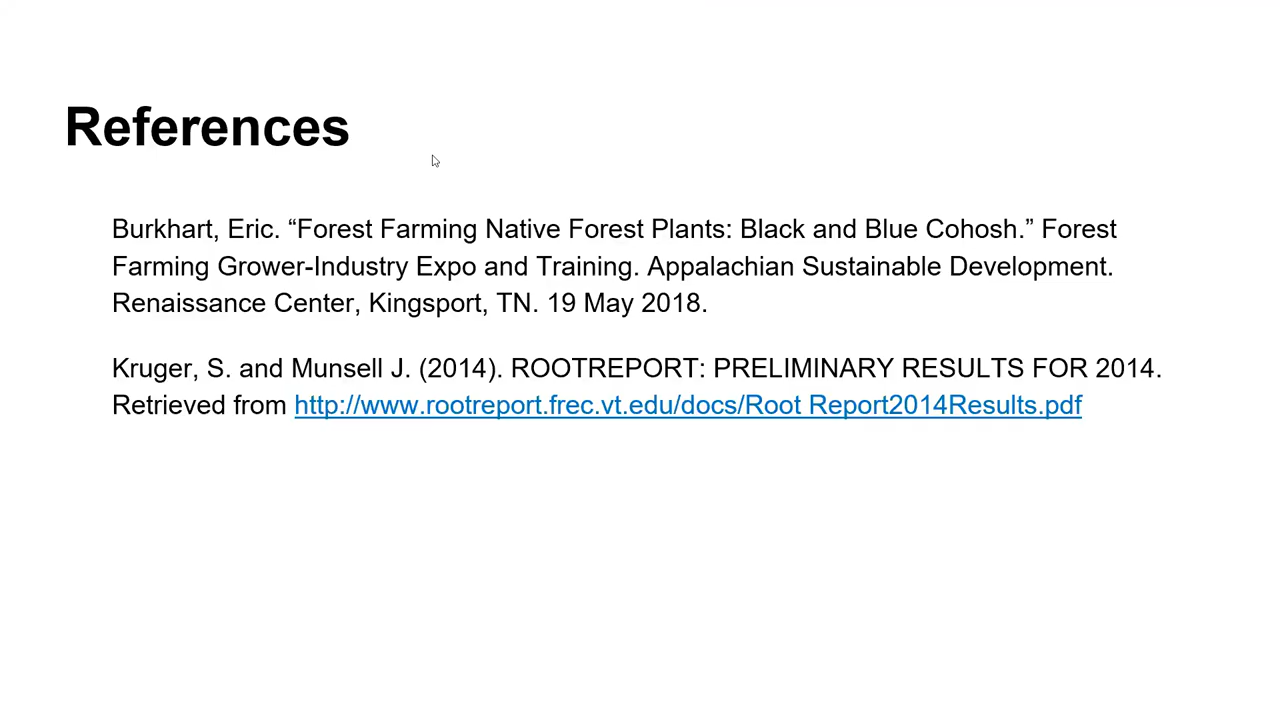 References
Burkhart, Eric. “Forest Farming Native Forest Plants: Black and Blue Cohosh.” Forest
Farming Grower-Industry Expo and Training. Appalachian Sustainable Development.
Renaissance Center, Kingsport, TN. 19 May 2018.
Kruger, S. and Munsell J. (2014). ROOTREPORT: PRELIMINARY RESULTS FOR 2014.
Retrieved from http://www.rootreport.frec.vt.edu/docs/Root Report2014Results.pdf